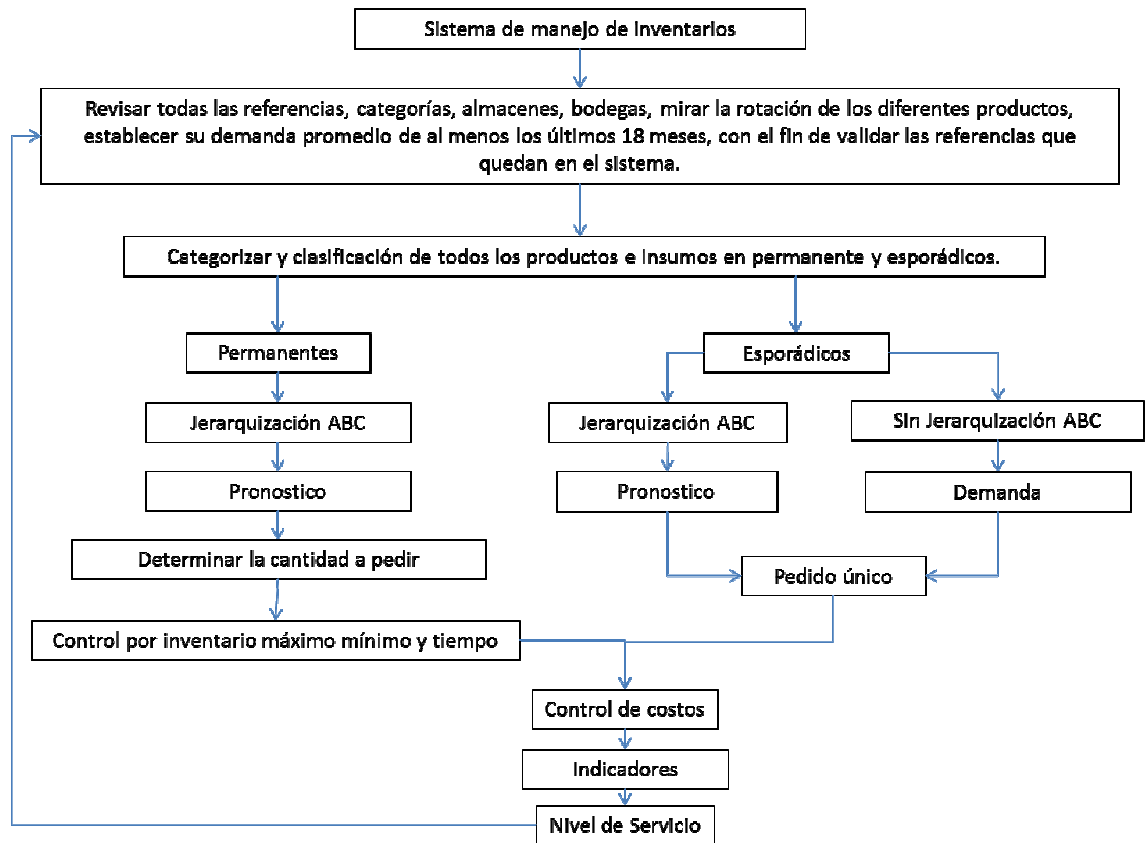 Sistema de manejo de inventarios
Revisar todas las referencias, categorías, almacenes, bodegas, mirar la rotación de los diferentes productos,
establecer su demanda promedio de al menos los últimos 18 meses, con el fin de validar las referencias que
quedan en el sistema.
Categorizar y clasificación de todos los productos e insumos en permanente y esporádicos.
Permanentes
Esporádicos
Jerarquización ABC
Jerarquización ABC
Sin Jerarquización ABC
Pronostico
Pronostico
Demanda
Determinar la cantidad a pedir
Pedido único
Control por inventario máximo mínimo y tiempo
Control de costos
Indicadores
Nivel de Servicio